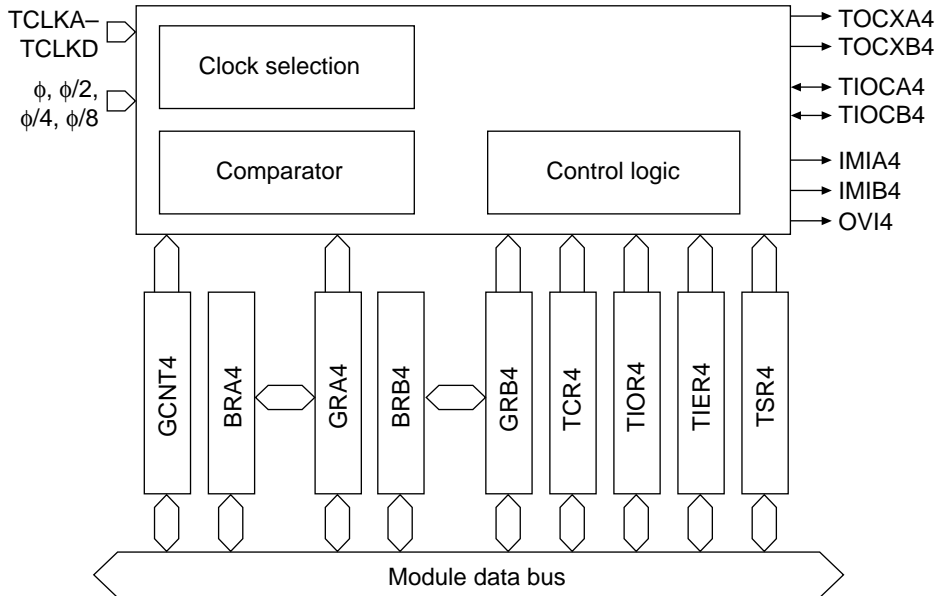 TCLKA–
TCLKD
ϕ, ϕ/2,
ϕ/4, ϕ/8
Clock selection
Comparator
Control logic
TOCXA4
TOCXB4
TIOCA4
TIOCB4
IMIA4
IMIB4
OVI4
GCNT4
BRA4
GRA4
BRB4
GRB4
TCR4
TIOR4
TIER4
TSR4
Module data bus